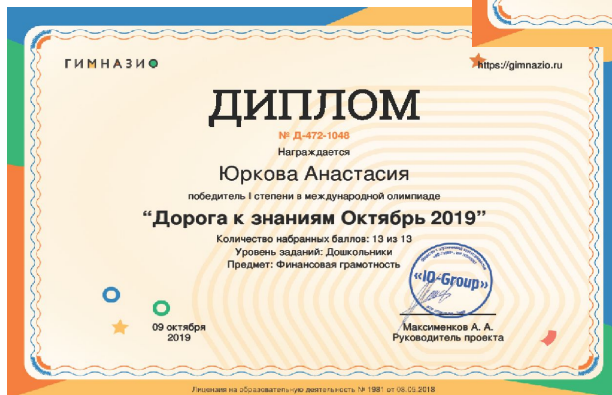 ГИМНАЗИО
https://gimnazio.ru
ДИПЛОМ
№ Д-472-1048
Награждается
Юркова Анастасия
победитель I степени в международной олимпиаде
“Дорога к знаниям Октябрь 2019”
Количество набранных баллов: 13 из 13
Уровень заданий: Дошкольники
Предмет: Финансовая грамотность
«ID-Group»
09 октября
2019
Максименков А. А.
Руководитель проекта
Лицензия на образовательную деятельность № 1981 от 08.05.2018